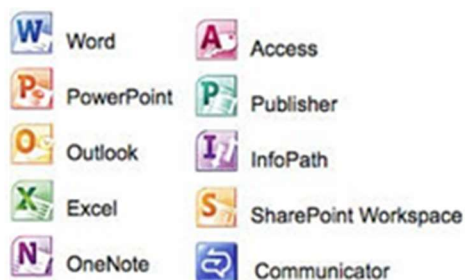 W Word
P PowerPoint
O Outlook
X Excel
N OneNote
A Access
P Publisher
I InfoPath
S SharePoint Workspace
Communicator